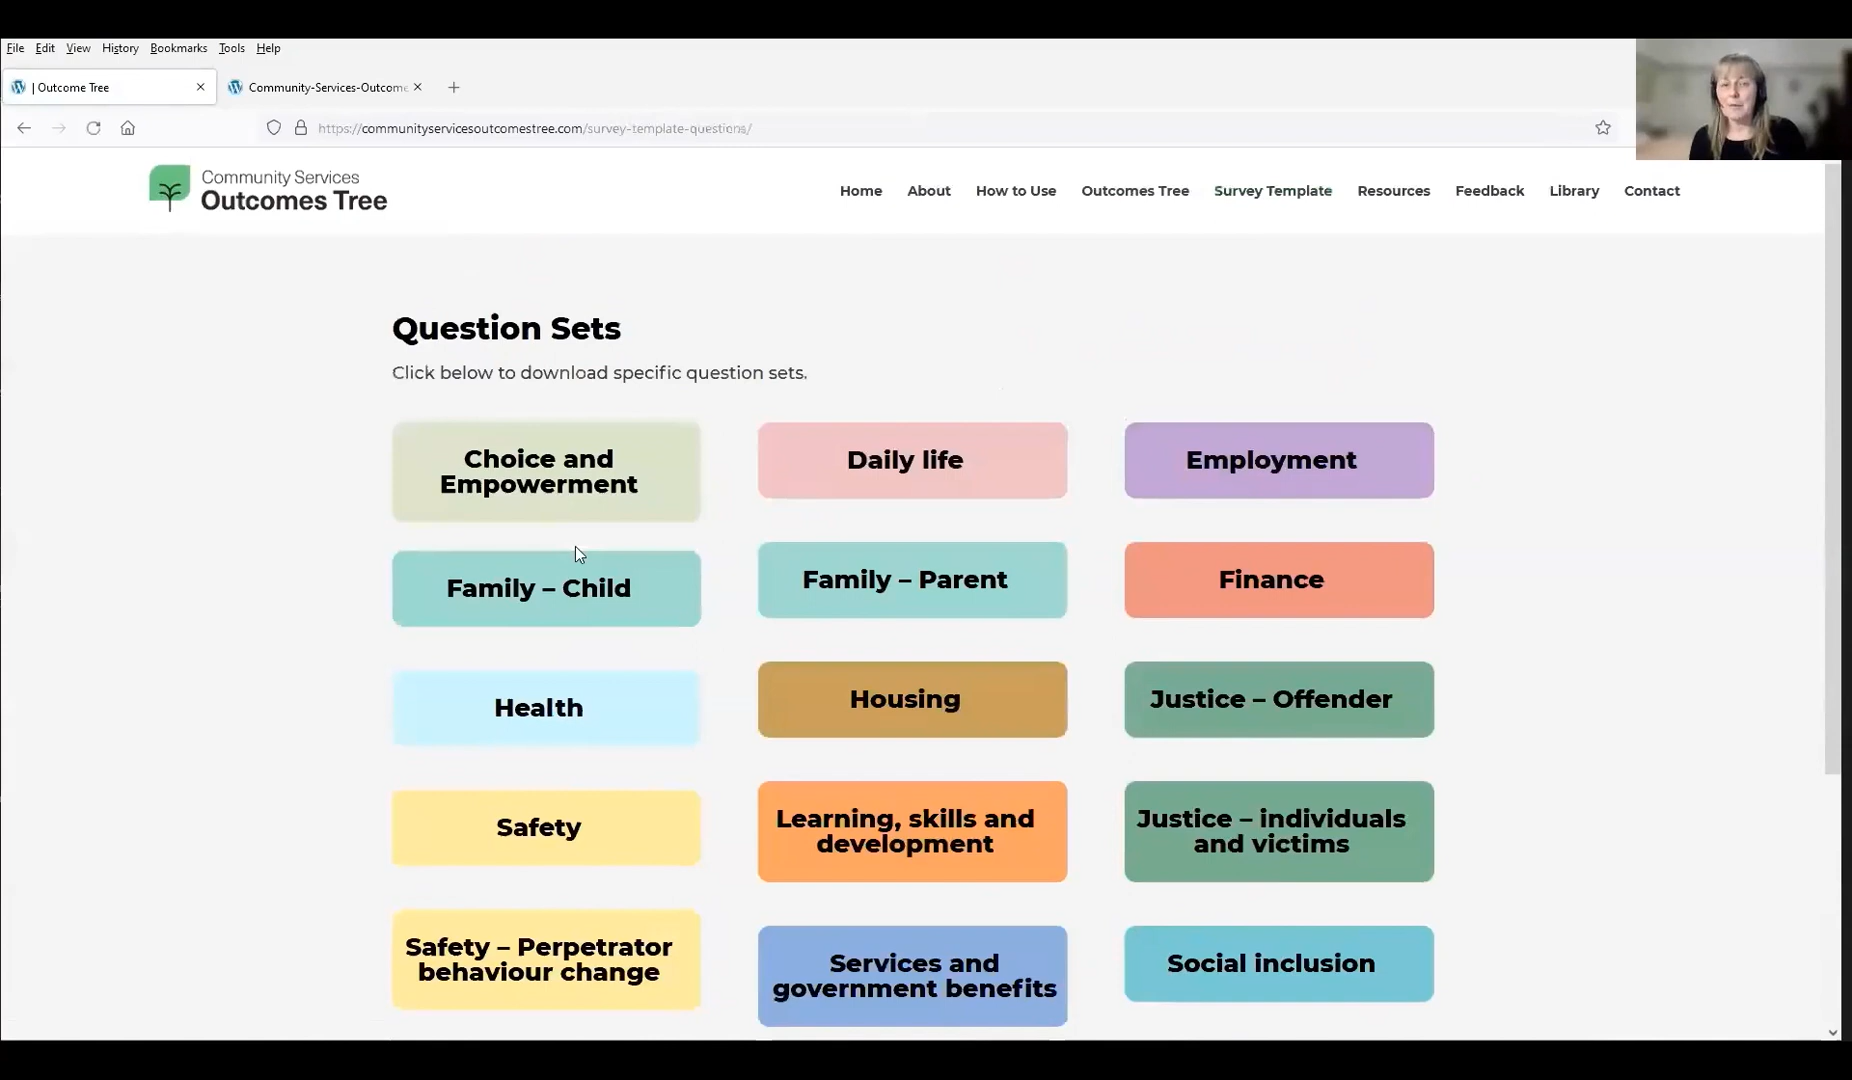 File Edit View History Bookmarks Tools Help
| Outcome Tree
Community-Services-Outcome
https://communityservicesoutcomestree.com/survey-template-questions/
Community Services
Outcomes Tree
Home About How to Use Outcomes Tree Survey Template Resources Feedback Library Contact
Question Sets
Click below to download specific question sets.
Choice and
Empowerment
Daily life
Employment
Family – Child
Family – Parent
Finance
Health
Housing
Justice – Offender
Safety
Learning, skills and
development
Justice – individuals
and victims
Safety – Perpetrator
behaviour change
Services and
government benefits
Social inclusion